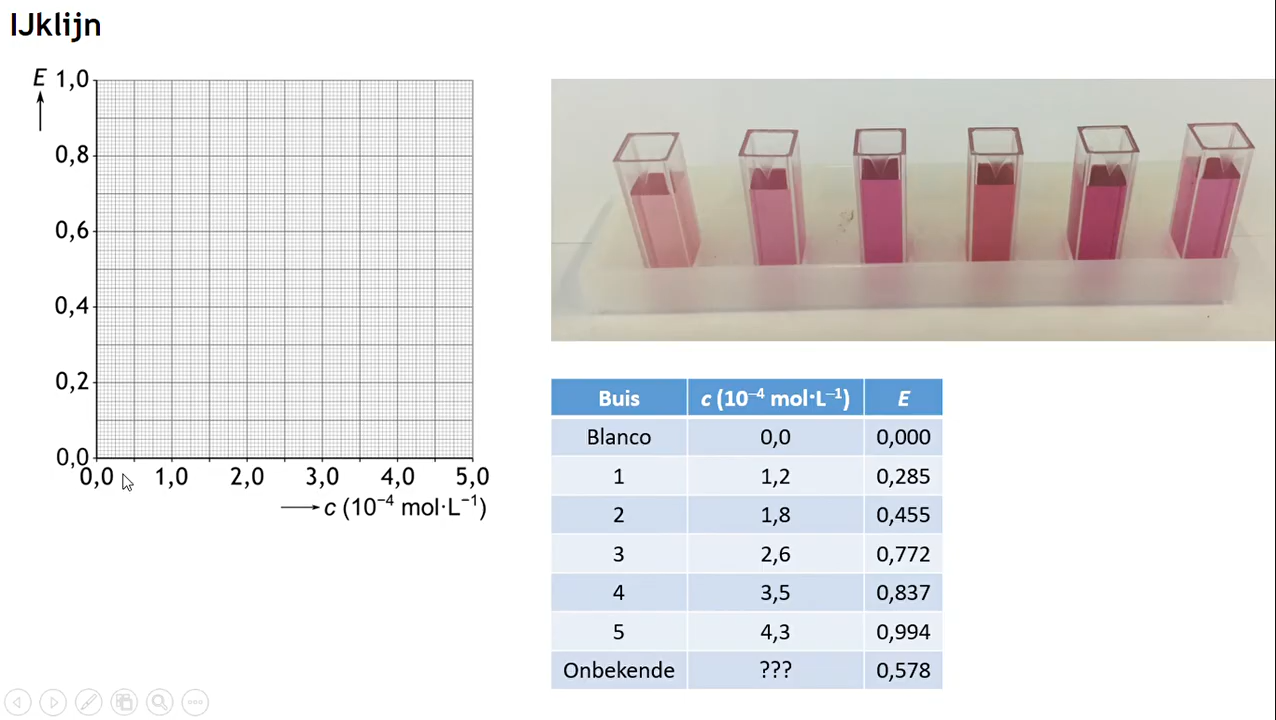 IJklijn
E 1,0
0,8
0,6
0,4
0,2
0,0
0,0 1,0 2,0 3,0 4,0 5,0
c (10⁻⁴ mol·L⁻¹)
Buis c (10⁻⁴ mol·L⁻¹) E
Blanco 0,0 0,000
1 1,2 0,285
2 1,8 0,455
3 2,6 0,772
4 3,5 0,837
5 4,3 0,994
Onbekende ??? 0,578